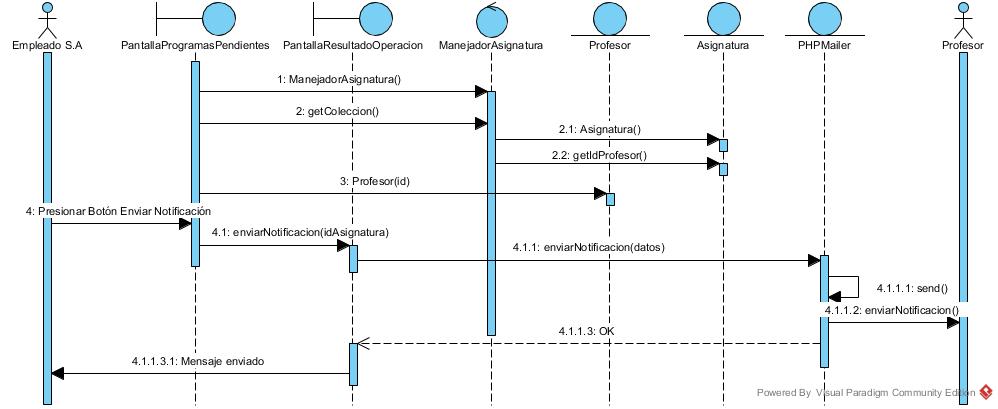 Empleado S.A
PantallaProgramasPendientes
PantallaResultadoOperacion
ManejadorAsignatura
Profesor
Asignatura
PHPMailer
Profesor
1: ManejadorAsignatura()
2: getColeccion()
2.1: Asignatura()
2.2: getIdProfesor()
3: Profesor(id)
4: Presionar Botón Enviar Notificación
4.1: enviarNotificacion(idAsignatura)
4.1.1: enviarNotificacion(datos)
4.1.1.1: send()
4.1.1.2: enviarNotificacion()
4.1.1.3: OK
4.1.1.3.1: Mensaje enviado
Powered By Visual Paradigm Community Edition